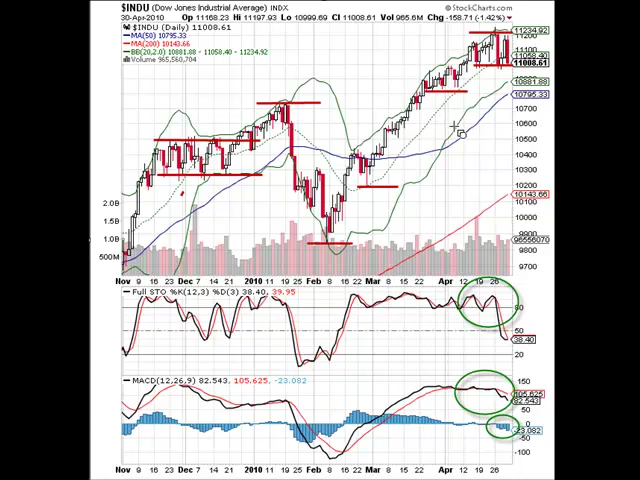 $INDU (Dow Jones Industrial Average) INDX © StockCharts.com
30-Apr-2010 Op 11168.23 Hi 11197.93 Lo 10999.69 Cl 11008.61 Vol 965.6M Chg -158.71 (-1.42%)
$INDU (Daily) 11008.61
MA(50) 10795.33
MA(200) 10143.66
BB(20,2.0) 10881.88 - 11058.40 - 11234.92
Volume 965,560,704
11234.92
11200
11058.40
11008.61
10881.88
10795.33
10700
10600
10500
10400
10300
10200
10143.66
10000
9900
9800
9700
2.0B
1.5B
1.0B
500M
Nov 9 16 23 Dec 7 14 21 2010 11 19 25 Feb 8 16 22 Mar 8 15 22 Apr 12 19 26
Full STO %K(12,3) %D(3) 38.40, 39.95
80
50
38.40
20
MACD(12,26,9) 82.543, 105.625, -23.082
150
105.625
82.543
50
0
-23.082
-50
-100
Nov 9 16 23 Dec 7 14 21 2010 11 19 25 Feb 8 16 22 Mar 8 15 22 Apr 12 19 26